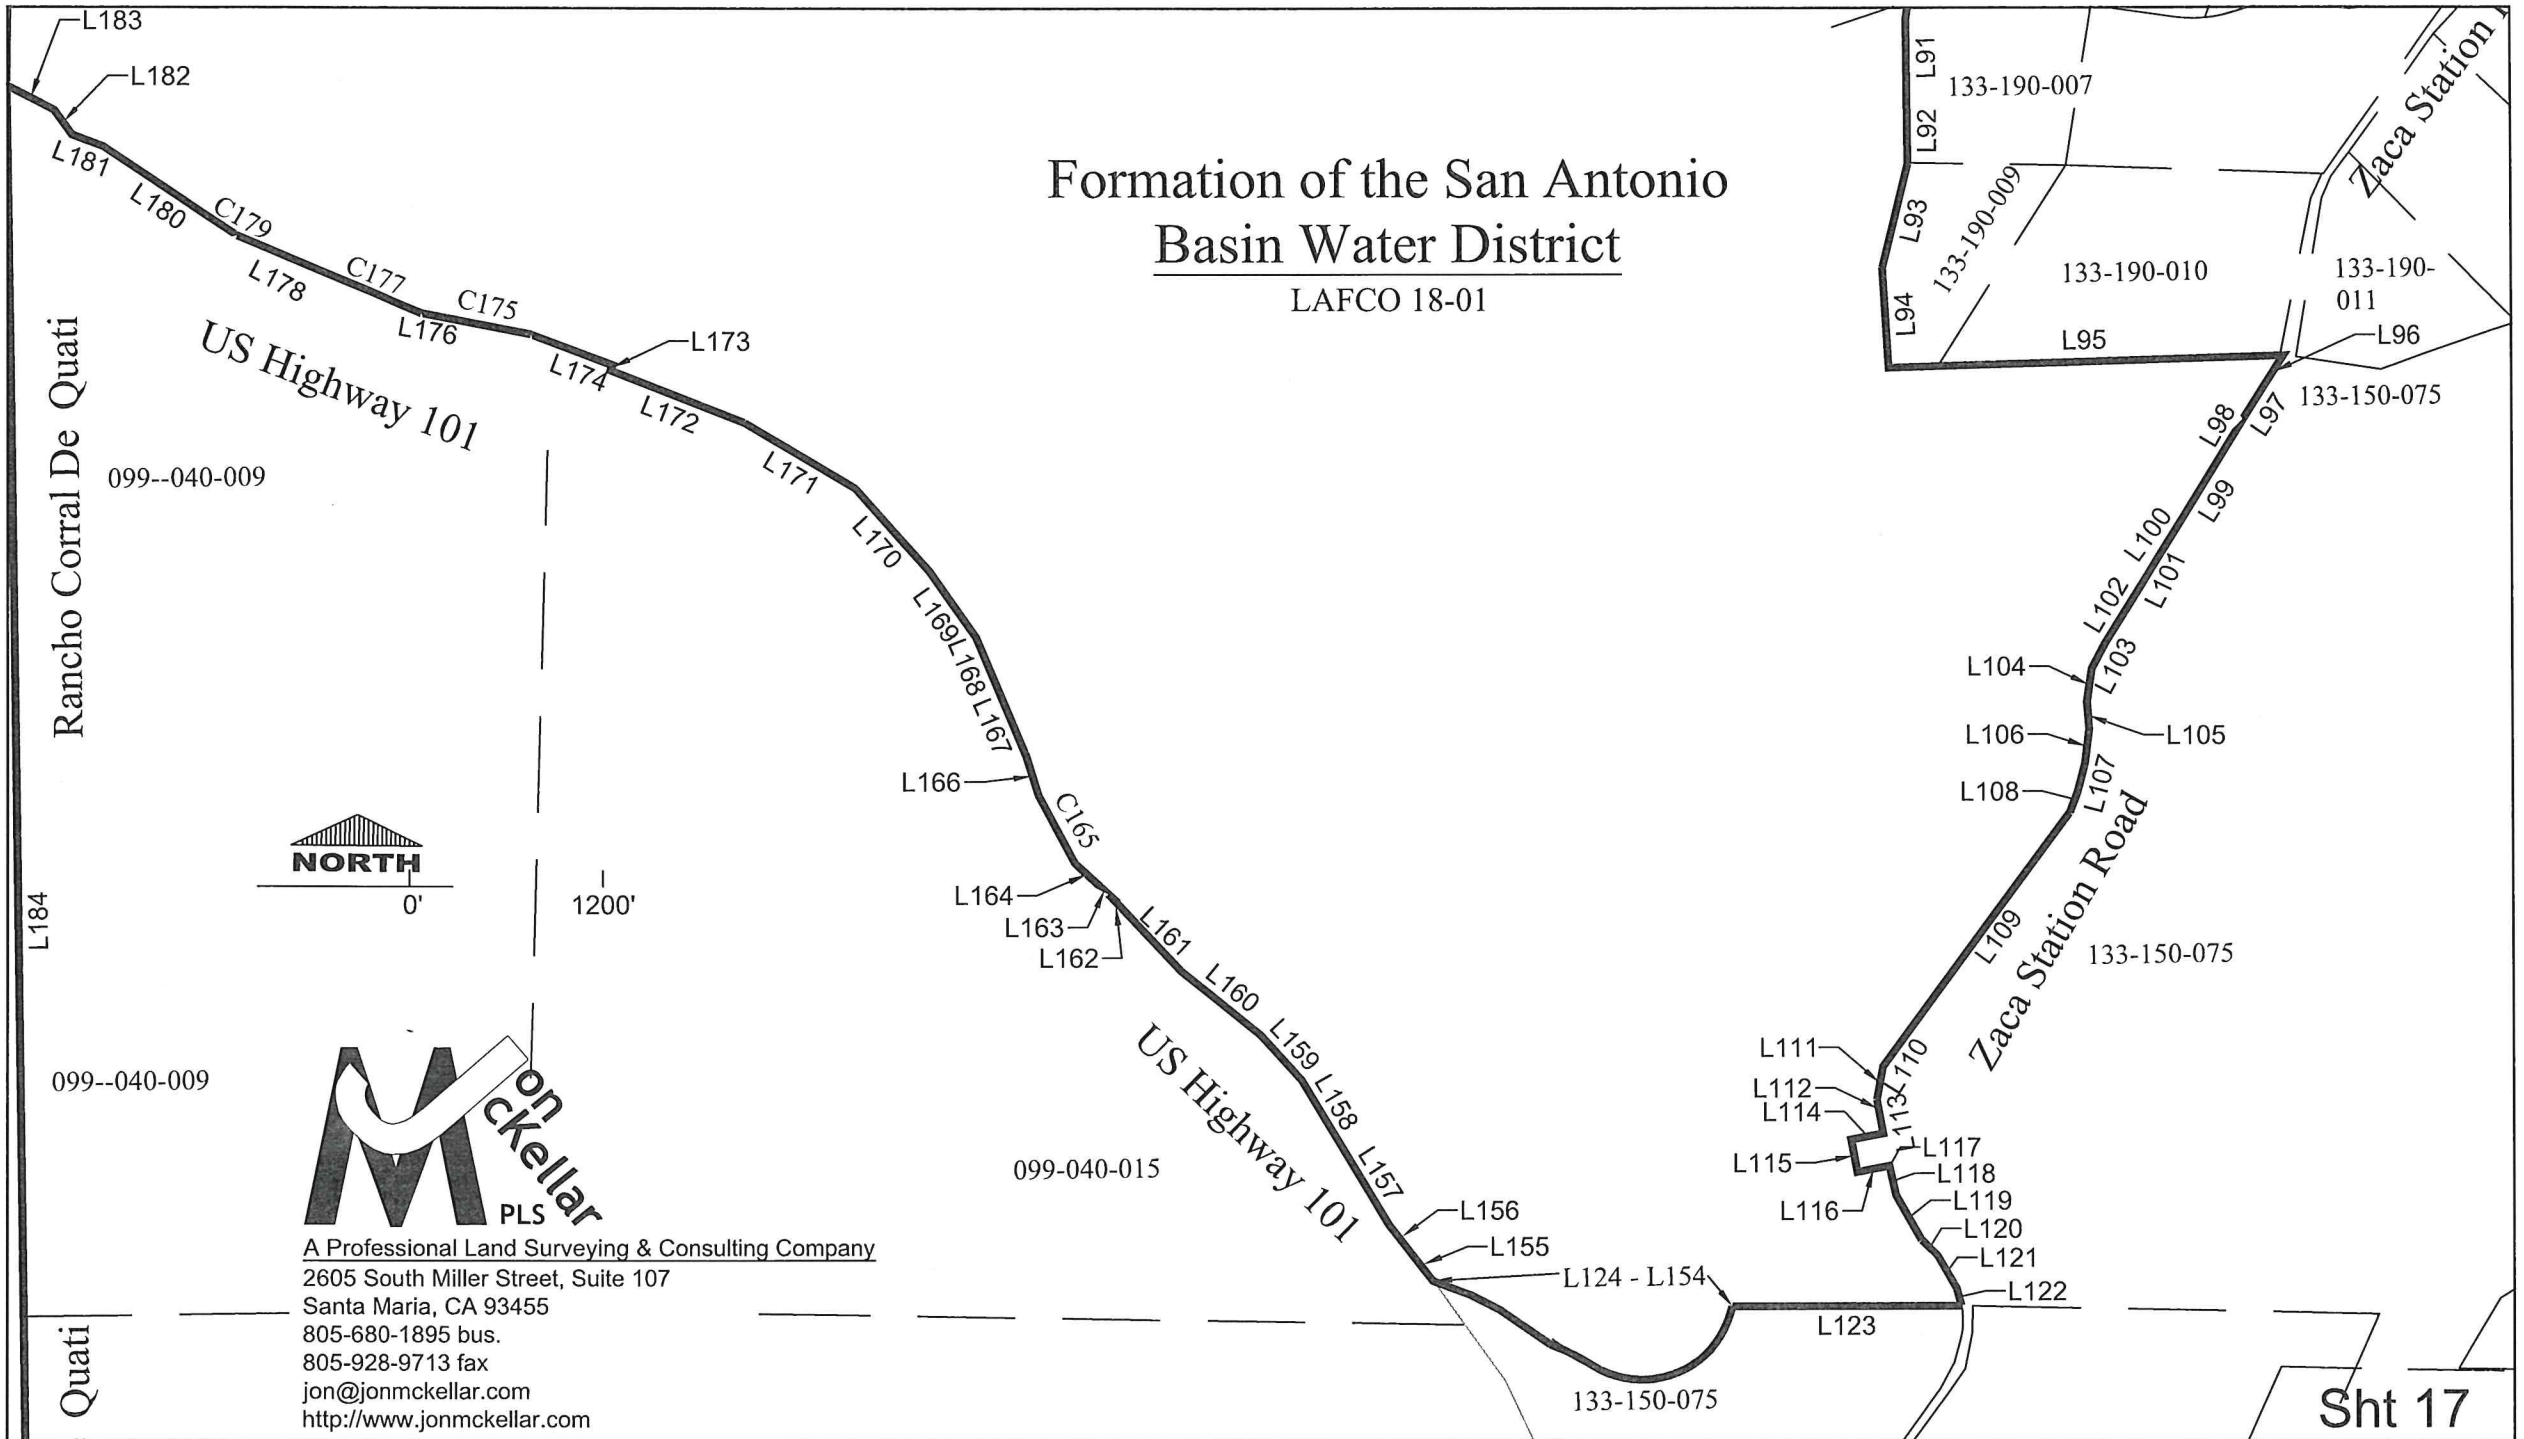 L183
L182
L181
L180
C179
L178
C177
L176
C175
L174
L173
L172
L171
L170
L169
L168
L167
L166
C165
L164
L163
L162
L161
L160
L159
L158
L157
L156
L155
L124 - L154
L123
US Highway 101
US Highway 101
Rancho Corral De Quati
099--040-009
L184
099--040-009
Quati
099-040-015
Formation of the San Antonio
Basin Water District
LAFCO 18-01
L91
L92
L93
L94
L95
133-190-007
133-190-009
133-190-010
133-190-
011
Zaca Station
L96
133-150-075
L97
L98
L99
L100
L101
L102
L103
L104
L105
L106
L107
L108
L109
Zaca Station Road
133-150-075
L110
L111
L112
L113
L114
L115
L116
L117
L118
L119
L120
L121
L122
133-150-075
NORTH
0'
1200'
M on
ckellar
PLS
A Professional Land Surveying & Consulting Company
2605 South Miller Street, Suite 107
Santa Maria, CA 93455
805-680-1895 bus.
805-928-9713 fax
jon@jonmckellar.com
http://www.jonmckellar.com
Sht 17